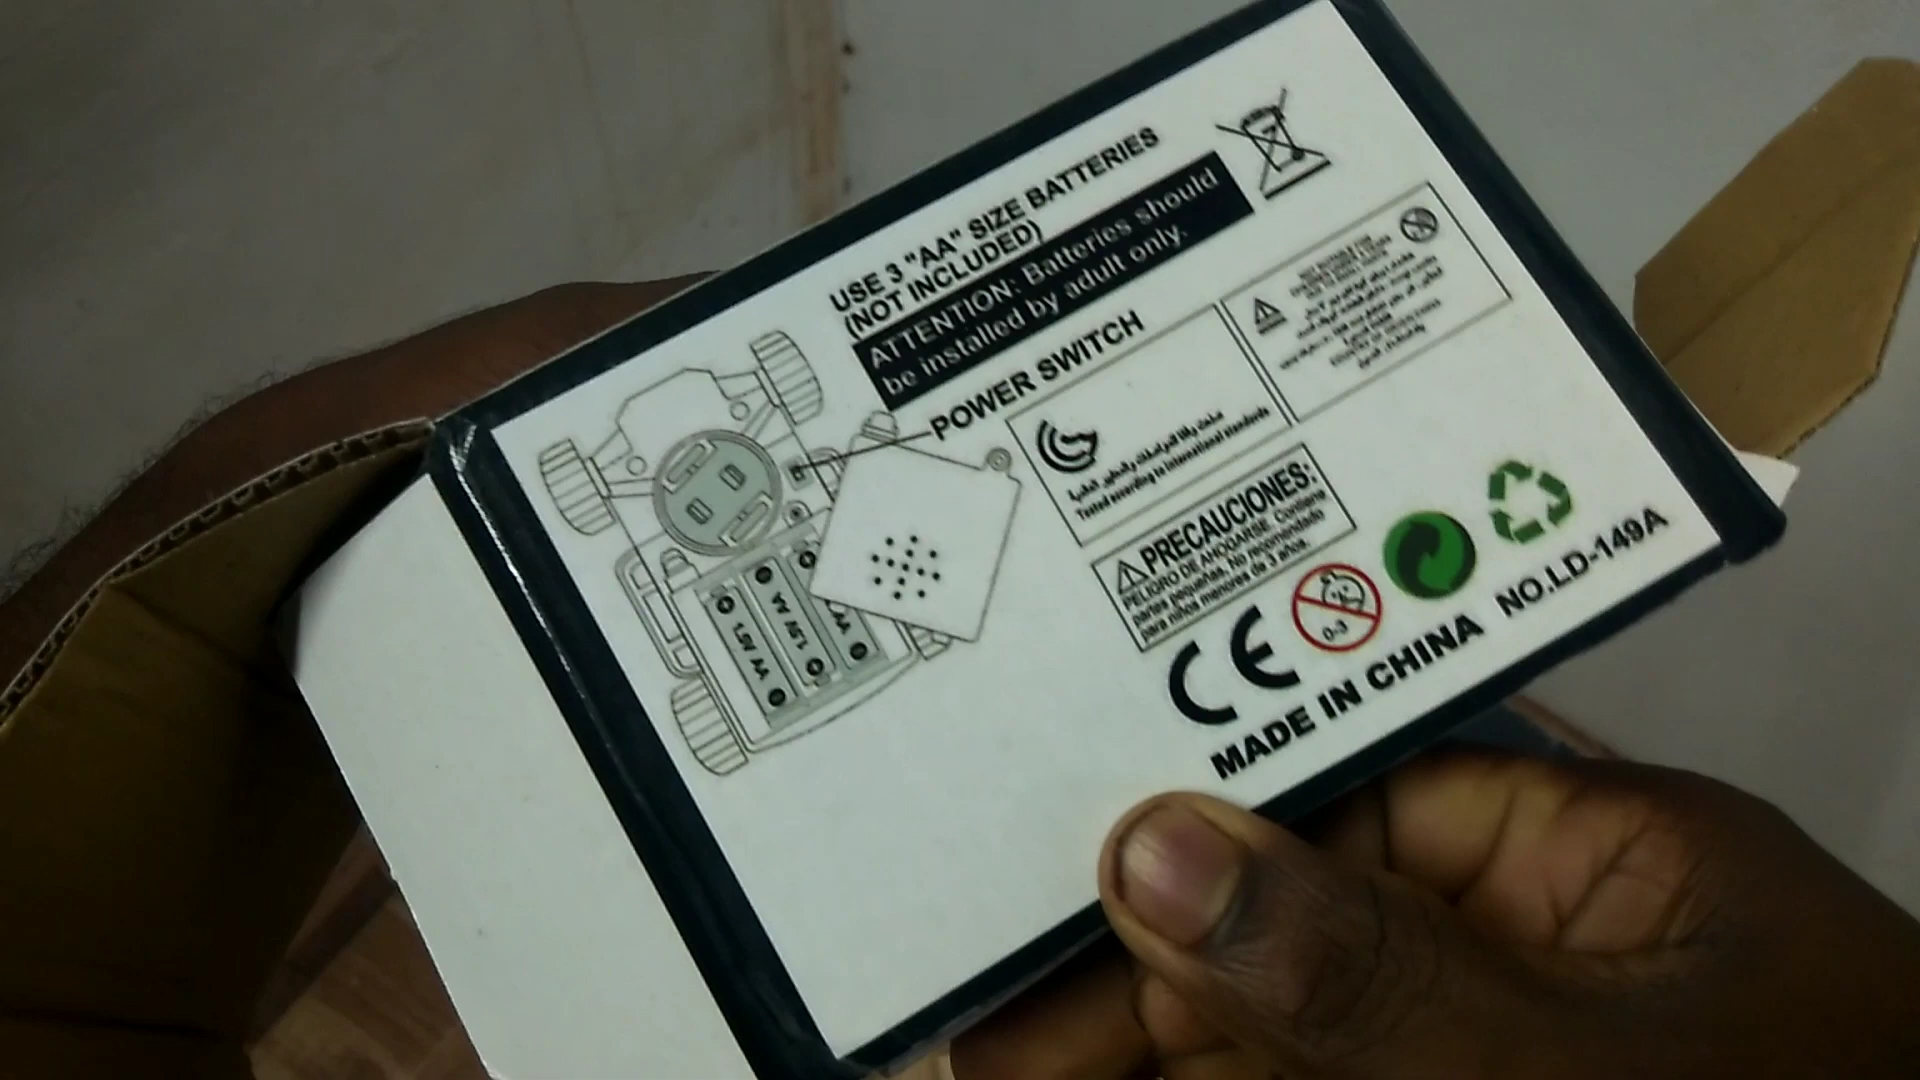 USE 3 "AA" SIZE BATTERIES
(NOT INCLUDED)
ATTENTION: Batteries should
be installed by adult only.
POWER SWITCH
1.5V AA
1.5V AA
AA
Tested according to international standards
PRECAUCIONES:
PELIGRO DE AHOGARSE. Contiene
partes pequeñas. No recomendado
para niños menores de 3 años.
CE
0-3
MADE IN CHINA
NO.LD-149A